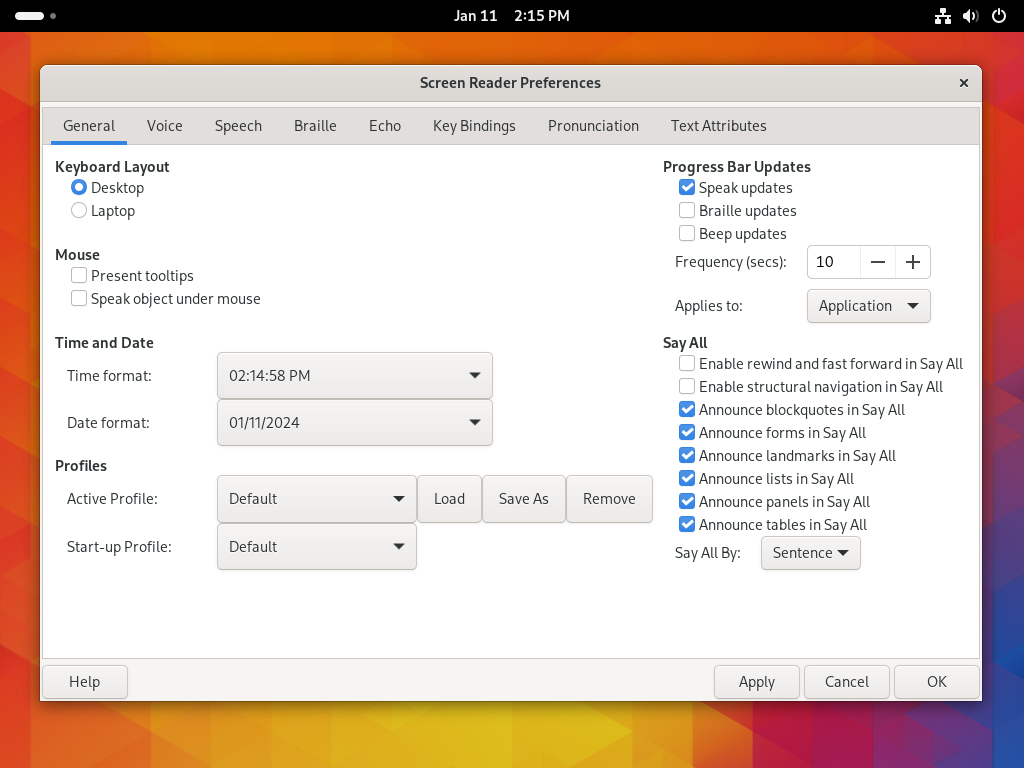 Jan 11 2:15 PM
Screen Reader Preferences
General Voice Speech Braille Echo Key Bindings Pronunciation Text Attributes
Keyboard Layout
Desktop
Laptop
Mouse
Present tooltips
Speak object under mouse
Time and Date
Time format: 02:14:58 PM
Date format: 01/11/2024
Profiles
Active Profile: Default Load Save As Remove
Start-up Profile: Default
Progress Bar Updates
Speak updates
Braille updates
Beep updates
Frequency (secs): 10
Applies to: Application
Say All
Enable rewind and fast forward in Say All
Enable structural navigation in Say All
Announce blockquotes in Say All
Announce forms in Say All
Announce landmarks in Say All
Announce lists in Say All
Announce panels in Say All
Announce tables in Say All
Say All By: Sentence
Help Apply Cancel OK